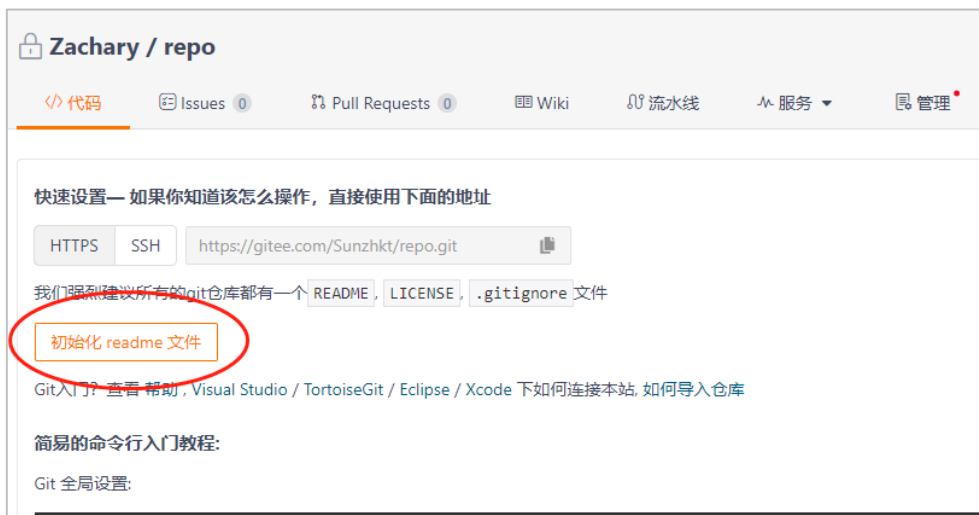 Zachary / repo
代码 Issues 0 Pull Requests 0 Wiki 流水线 服务 管理
快速设置— 如果你知道该怎么操作，直接使用下面的地址
HTTPS SSH https://gitee.com/Sunzhkt/repo.git
我们强烈建议所有的git仓库都有一个 README, LICENSE, .gitignore 文件
初始化 readme 文件
Git入门？查看 帮助 , Visual Studio / TortoiseGit / Eclipse / Xcode 下如何连接本站, 如何导入仓库
简易的命令行入门教程:
Git 全局设置: